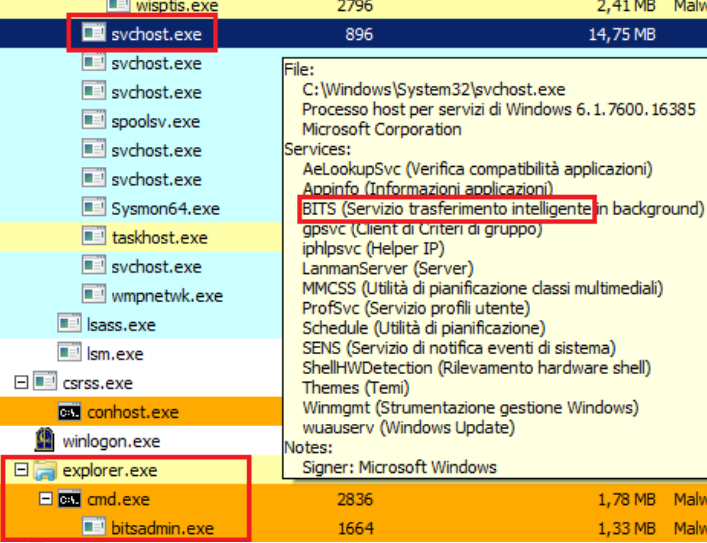 wisptis.exe 2796 2,41 MB Malw
svchost.exe 896 14,75 MB
svchost.exe
svchost.exe
spoolsv.exe
svchost.exe
svchost.exe
Sysmon64.exe
taskhost.exe
svchost.exe
wmpnetwk.exe
lsass.exe
lsm.exe
csrss.exe
conhost.exe
winlogon.exe
explorer.exe
cmd.exe 2836 1,78 MB Malw
bitsadmin.exe 1664 1,33 MB Malw
File:
C:\Windows\System32\svchost.exe
Processo host per servizi di Windows 6.1.7600.16385
Microsoft Corporation
Services:
AeLookupSvc (Verifica compatibilità applicazioni)
Appinfo (Informazioni applicazioni)
BITS (Servizio trasferimento intelligente in background)
gpsvc (Client di Criteri di gruppo)
iphlpsvc (Helper IP)
LanmanServer (Server)
MMCSS (Utilità di pianificazione classi multimediali)
ProfSvc (Servizio profili utente)
Schedule (Utilità di pianificazione)
SENS (Servizio di notifica eventi di sistema)
ShellHWDetection (Rilevamento hardware shell)
Themes (Temi)
Winmgmt (Strumentazione gestione Windows)
wuauserv (Windows Update)
Notes:
Signer: Microsoft Windows